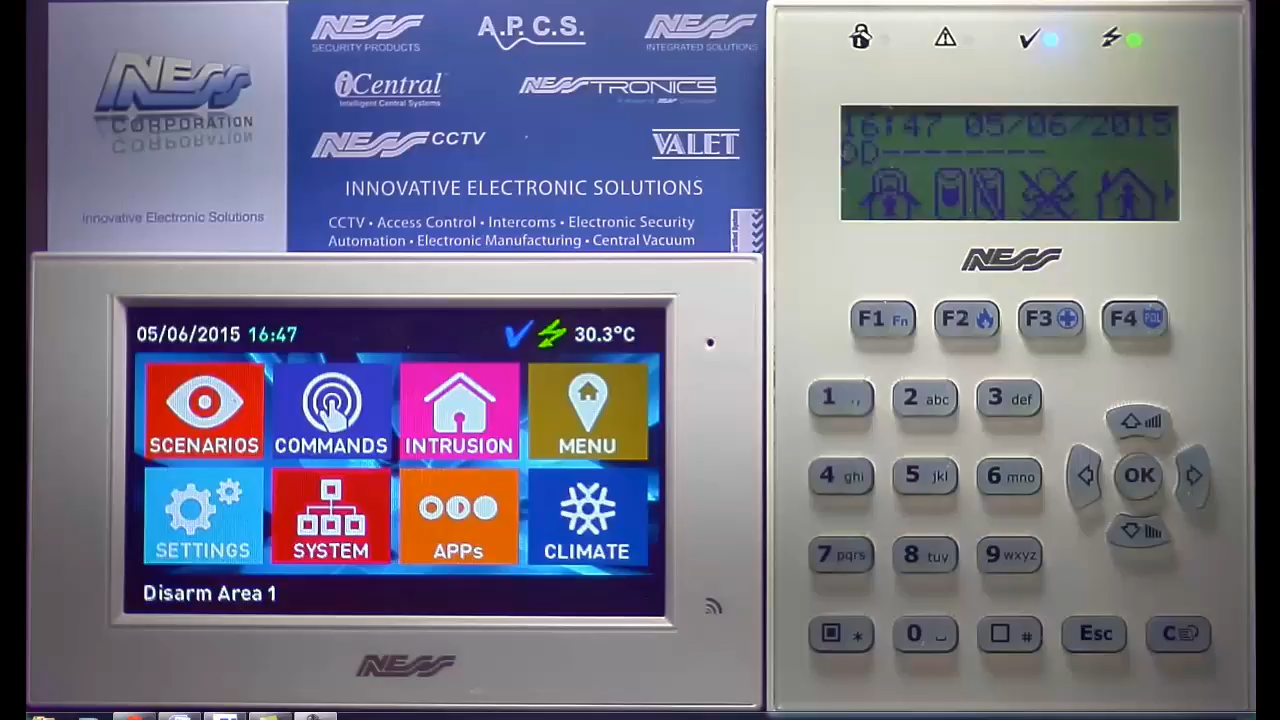 NESS
CORPORATION
Innovative Electronic Solutions
NESS
SECURITY PRODUCTS
A.P.C.S.
NESS
INTEGRATED SOLUTIONS
iCentral
Intelligent Central Systems
NESSTRONICS
NESS CCTV
VALET
INNOVATIVE ELECTRONIC SOLUTIONS
CCTV • Access Control • Intercoms • Electronic Security
Automation • Electronic Manufacturing • Central Vacuum
05/06/2015 16:47 30.3°C
SCENARIOS COMMANDS INTRUSION MENU
SETTINGS SYSTEM APPs CLIMATE
Disarm Area 1
NESS
16:47 05/06/2015
DD---------
NESS
F1 Fn F2 F3 F4 POL
1 ., 2 abc 3 def
4 ghi 5 jkl 6 mno OK
7 pqrs 8 tuv 9 wxyz
* 0 # Esc C